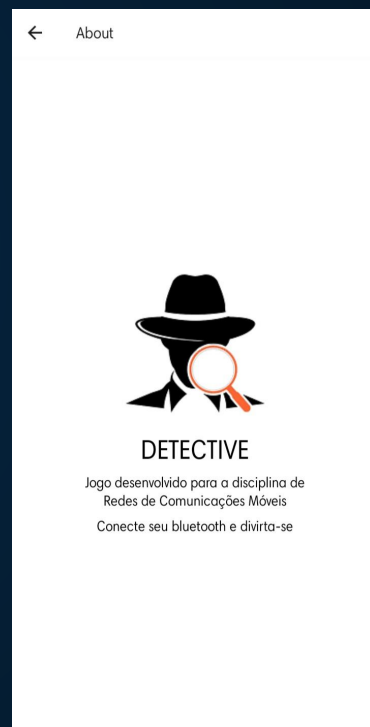 About
DETECTIVE
Jogo desenvolvido para a disciplina de
Redes de Comunicações Móveis
Conecte seu bluetooth e divirta-se